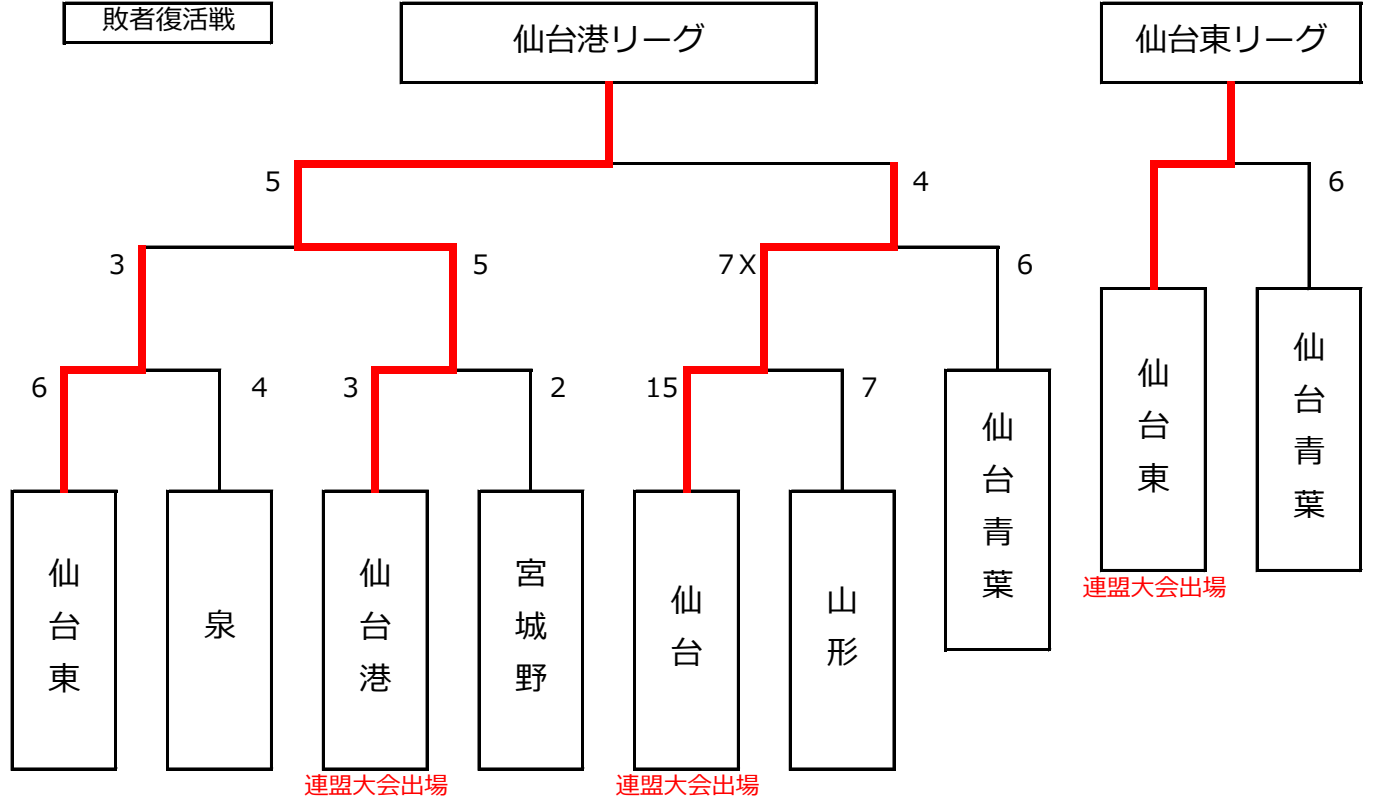 敗者復活戦
仙台港リーグ
仙台東リーグ
5
4
6
3
5
7X
6
6
4
3
2
15
7
仙台東
泉
仙台港
宮城野
仙台
山形
仙台青葉
仙台東
仙台青葉
連盟大会出場
連盟大会出場
連盟大会出場